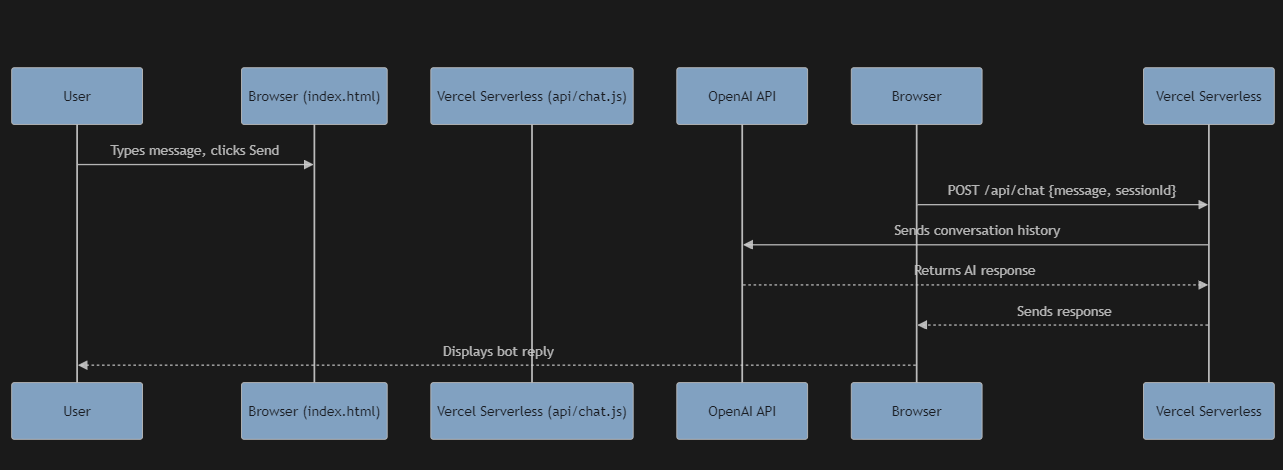 User
Browser (index.html)
Vercel Serverless (api/chat.js)
OpenAI API
Browser
Vercel Serverless
Types message, clicks Send
POST /api/chat {message, sessionId}
Sends conversation history
Returns AI response
Sends response
Displays bot reply
User
Browser (index.html)
Vercel Serverless (api/chat.js)
OpenAI API
Browser
Vercel Serverless